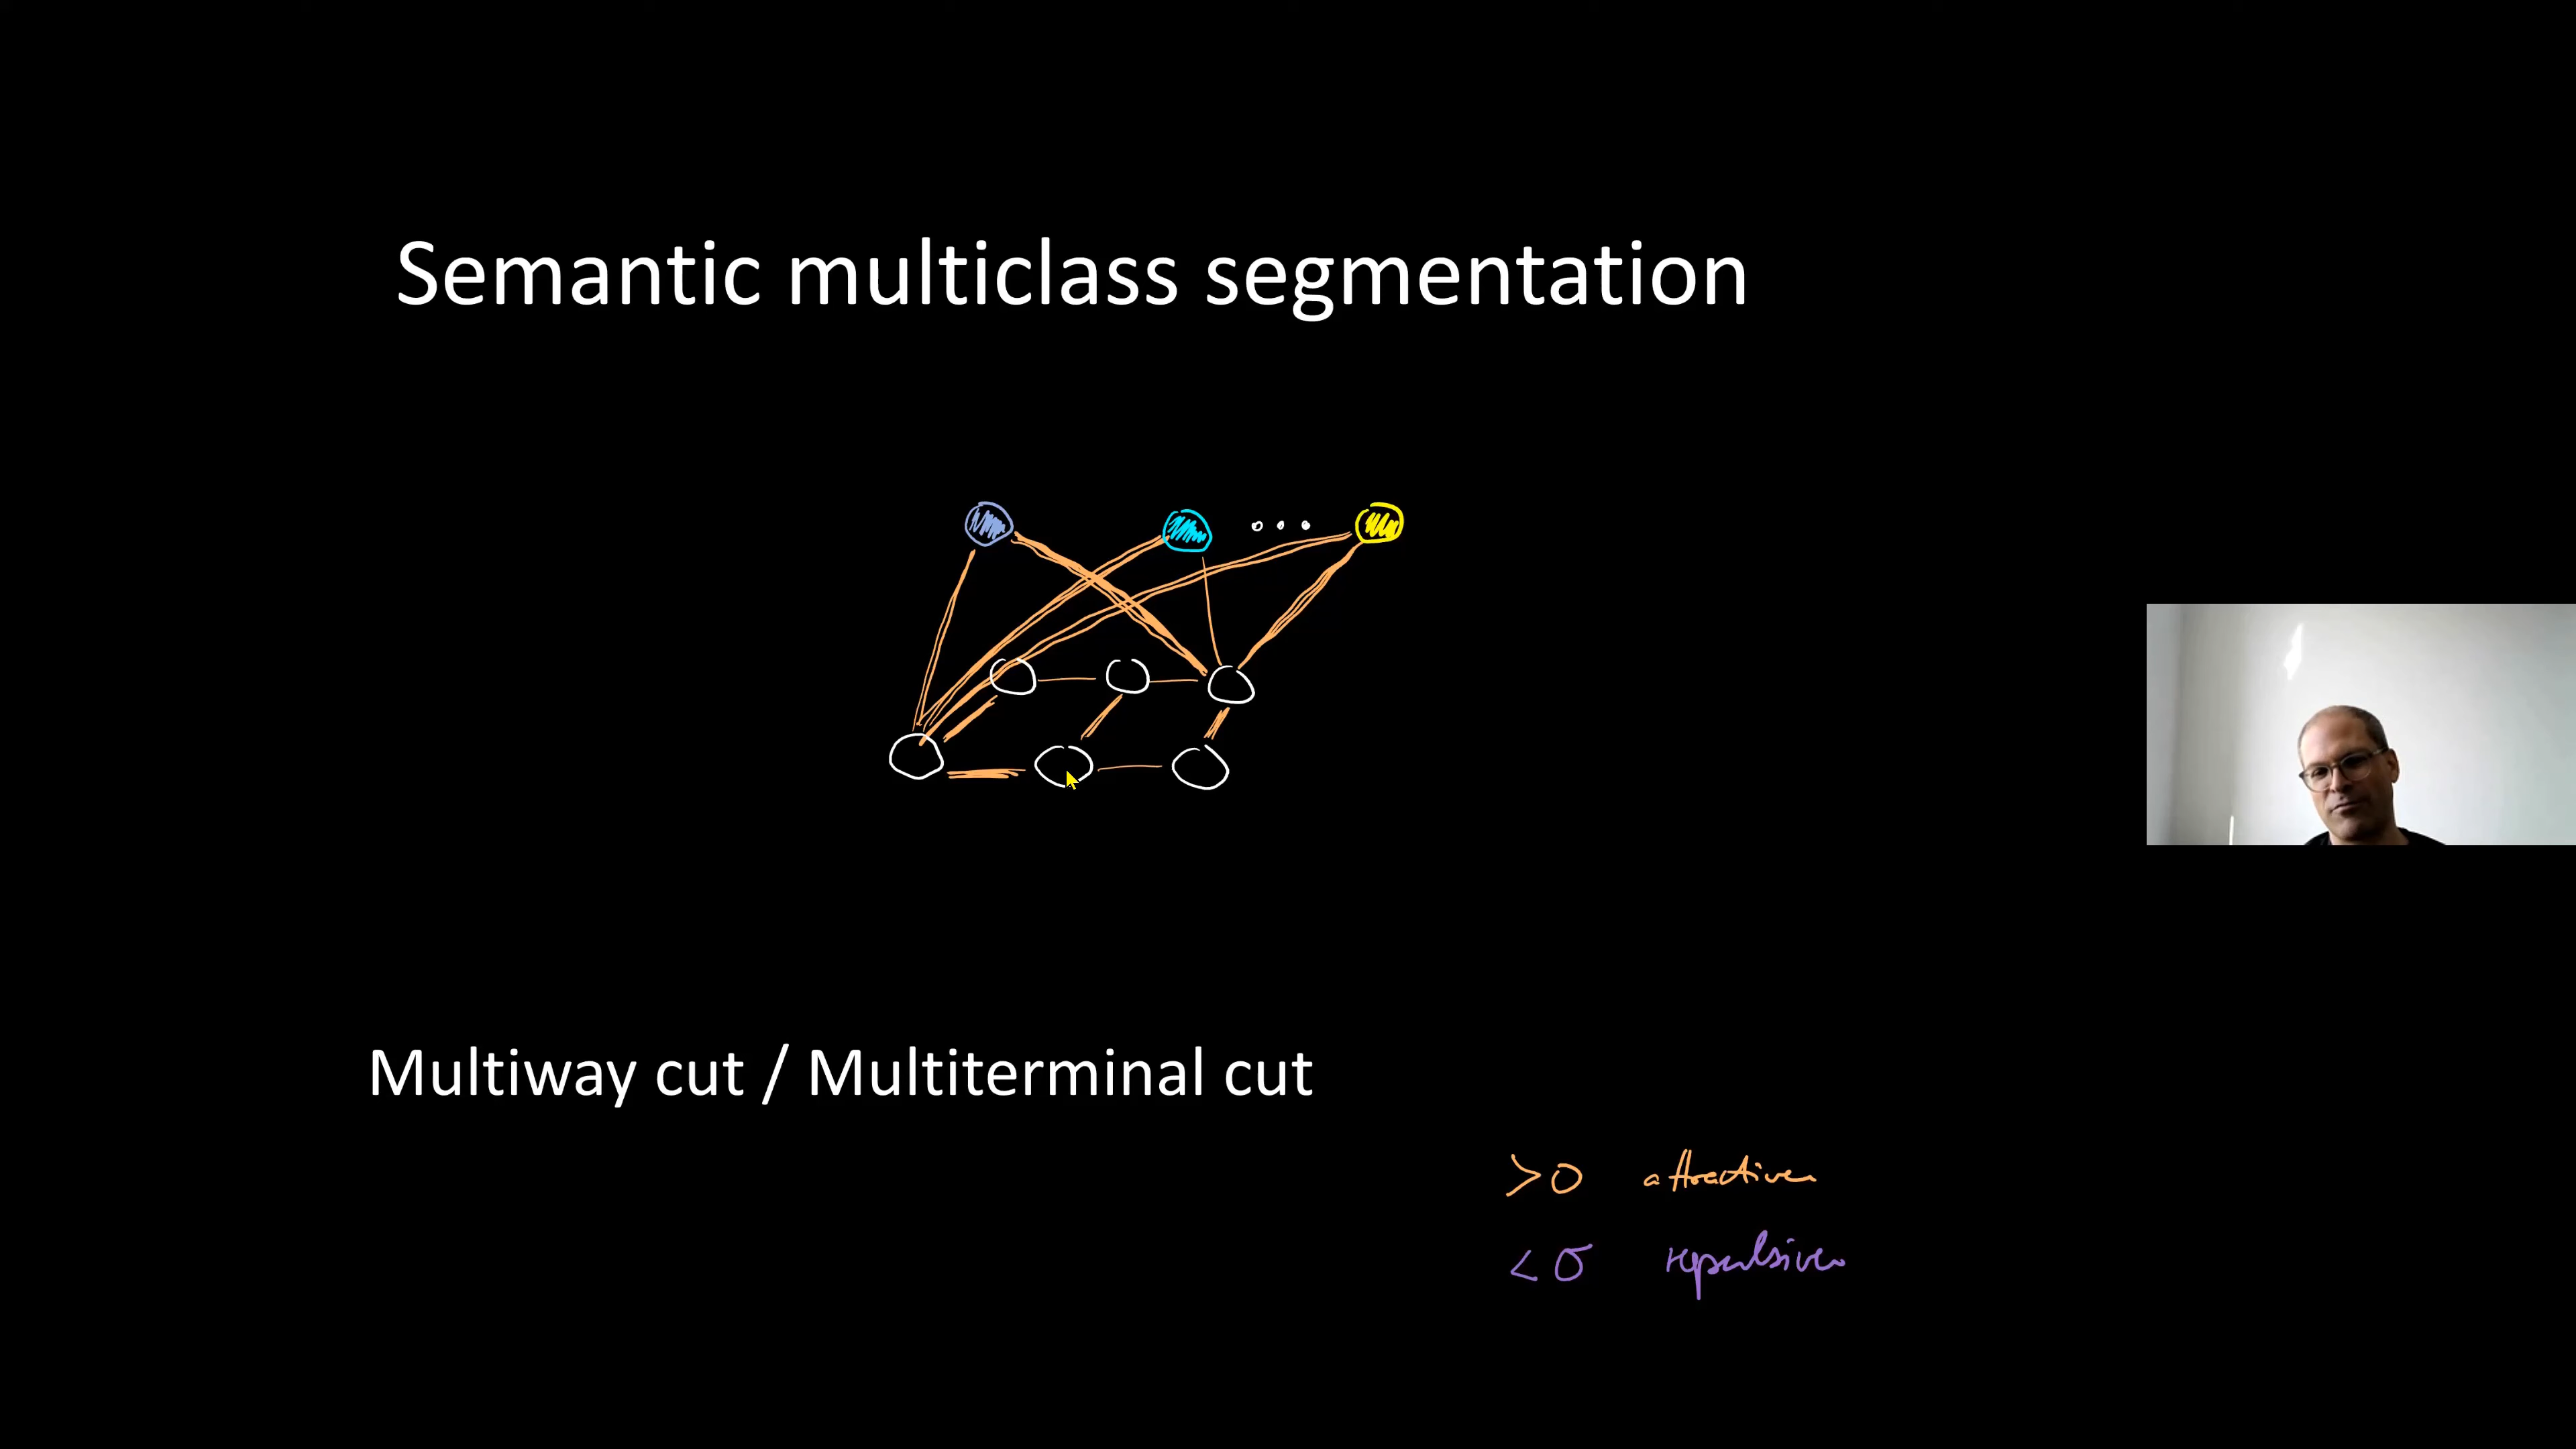 Semantic multiclass segmentation
Multiway cut / Multiterminal cut
>0 attractive
<0 repulsive